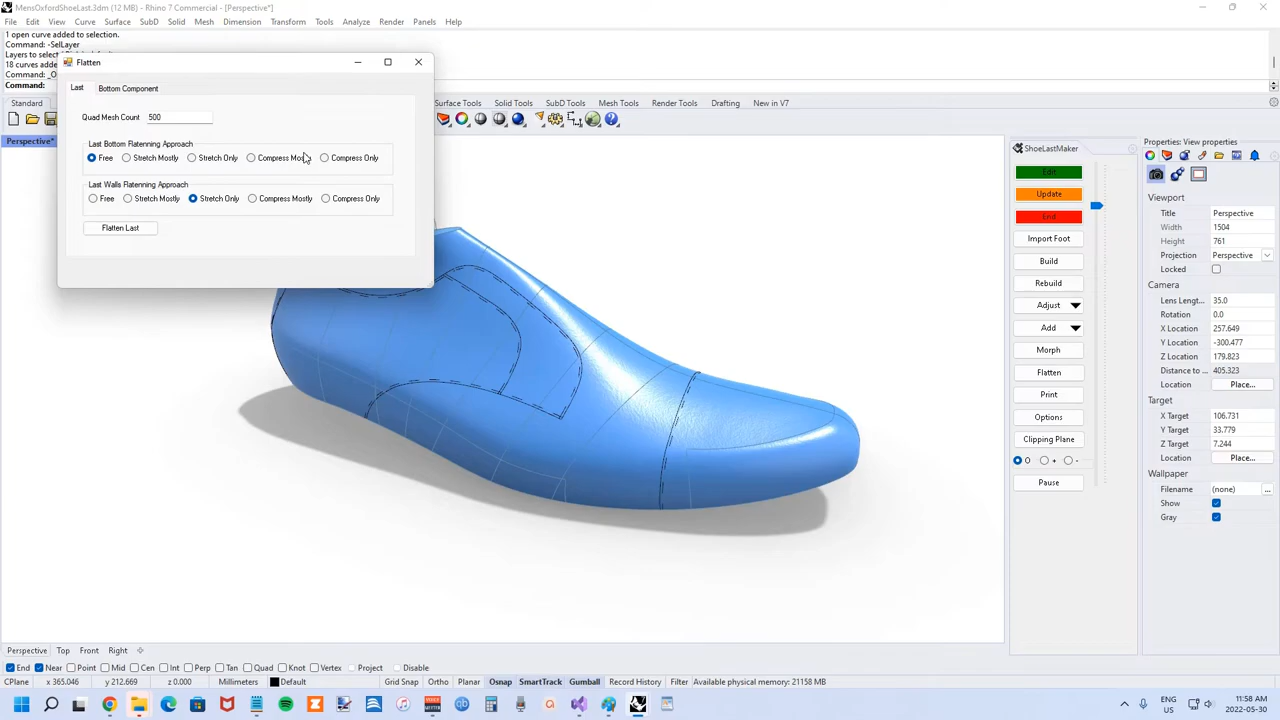 MensOxfordShoeLast.3dm (12 MB) - Rhino 7 Commercial - [Perspective*]
File Edit View Curve Surface SubD Solid Mesh Dimension Transform Tools Analyze Render Panels Help
1 open curve added to selection.
Command: -SelLayer
Layers to select
18 curves added
Command: _O
Command:
Standard
Surface Tools Solid Tools SubD Tools Mesh Tools Render Tools Drafting New in V7
Perspective*
Flatten
Last Bottom Component
Quad Mesh Count 500
Last Bottom Flatenning Approach
Free Stretch Mostly Stretch Only Compress Mostly Compress Only
Last Walls Flatenning Approach
Free Stretch Mostly Stretch Only Compress Mostly Compress Only
Flatten Last
ShoeLastMaker
Edit
Update
End
Import Foot
Build
Rebuild
Adjust
Add
Morph
Flatten
Print
Options
Clipping Plane
O + -
Pause
Properties: View properties
Viewport
Title Perspective
Width 1504
Height 761
Projection Perspective
Locked
Camera
Lens Lengt... 35.0
Rotation 0.0
X Location 257.649
Y Location -300.477
Z Location 179.823
Distance to ... 405.323
Location Place...
Target
X Target 106.731
Y Target 33.779
Z Target 7.244
Location Place...
Wallpaper
Filename (none) ...
Show
Gray
Perspective Top Front Right
End Near Point Mid Cen Int Perp Tan Quad Knot Vertex Project Disable
CPlane x 365.046 y 212.669 z 0.000 Millimeters Default Grid Snap Ortho Planar Osnap SmartTrack Gumball Record History Filter Available physical memory: 21158 MB
ENG
US
11:58 AM
2022-05-30